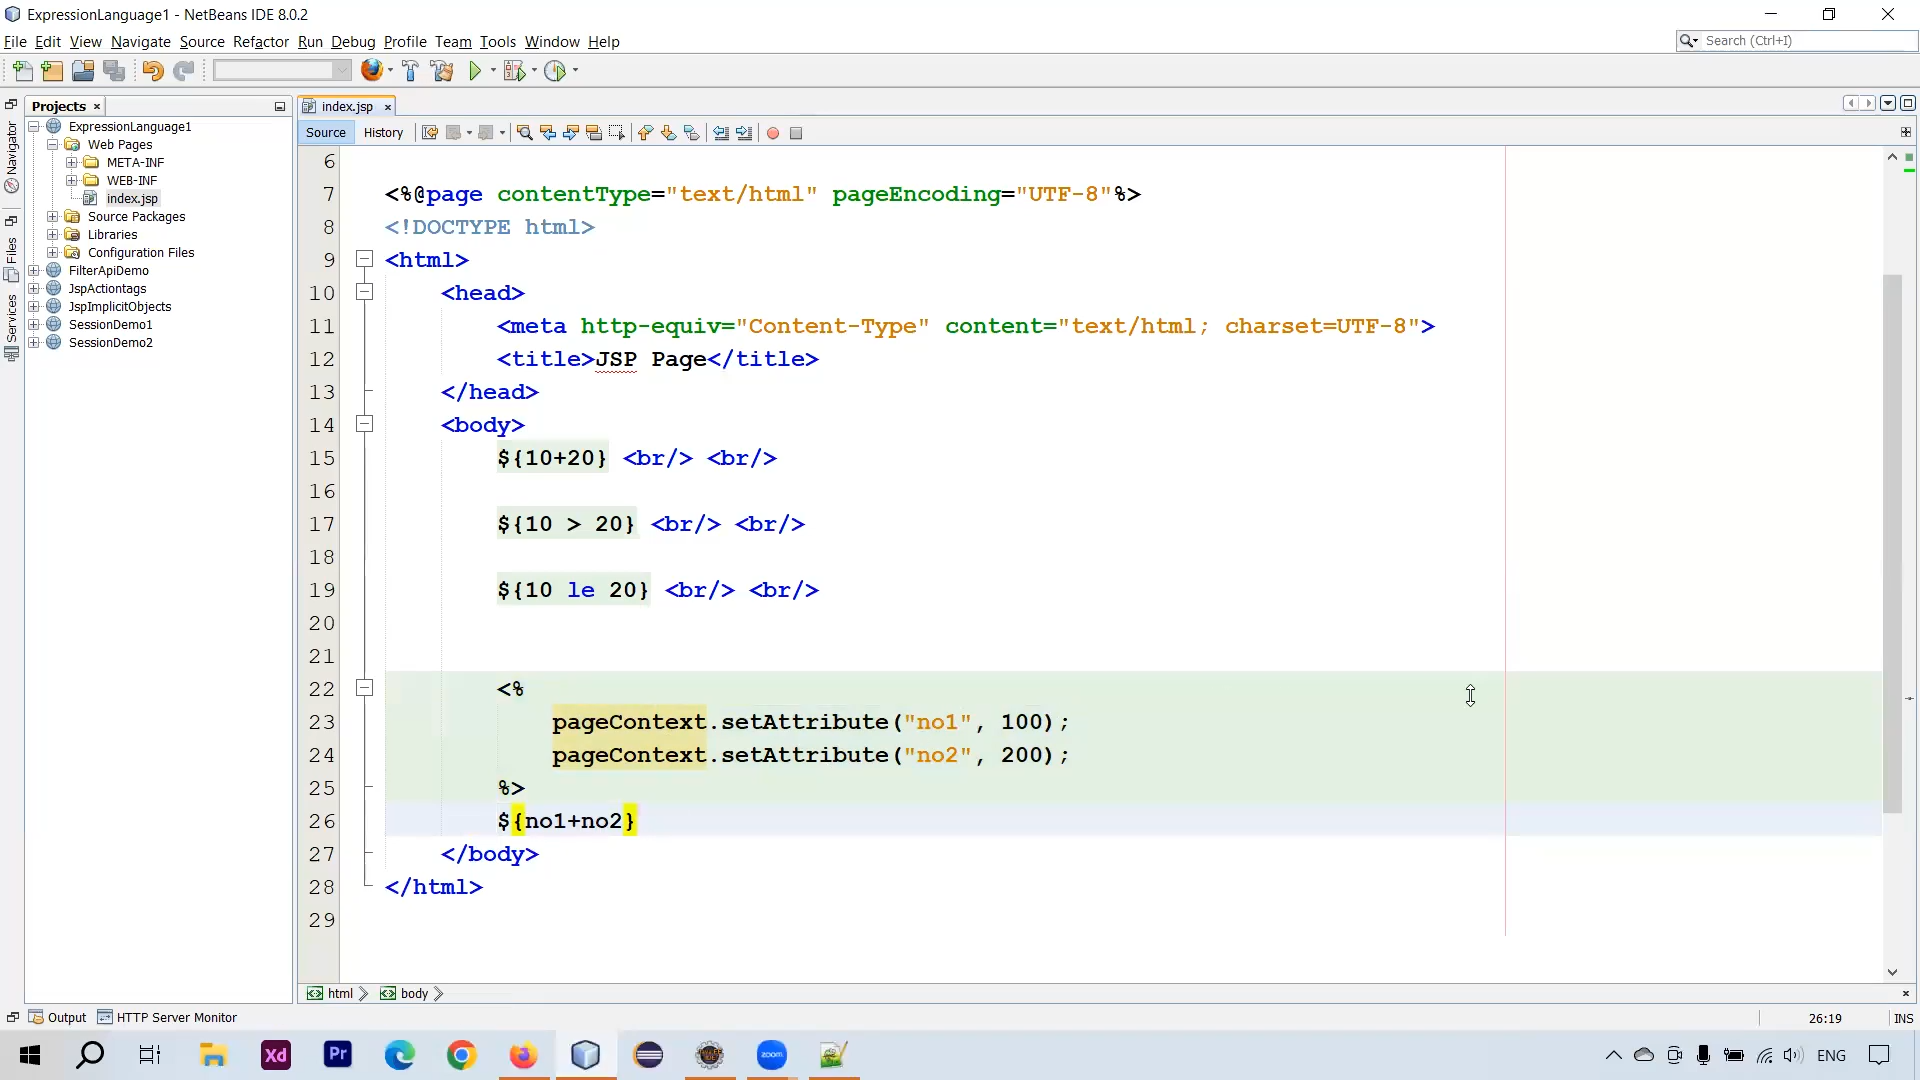 ExpressionLanguage1 - NetBeans IDE 8.0.2
File Edit View Navigate Source Refactor Run Debug Profile Team Tools Window Help
Search (Ctrl+I)
Projects
index.jsp
Source History
Navigator
Files
Services
ExpressionLanguage1
Web Pages
META-INF
WEB-INF
index.jsp
Source Packages
Libraries
Configuration Files
FilterApiDemo
JspActiontags
JspImplicitObjects
SessionDemo1
SessionDemo2
6
7 <%@page contentType="text/html" pageEncoding="UTF-8"%>
8 <!DOCTYPE html>
9 <html>
10 <head>
11 <meta http-equiv="Content-Type" content="text/html; charset=UTF-8">
12 <title>JSP Page</title>
13 </head>
14 <body>
15 ${10+20} <br/> <br/>
16
17 ${10 > 20} <br/> <br/>
18
19 ${10 le 20} <br/> <br/>
20
21
22 <%
23 pageContext.setAttribute("no1", 100);
24 pageContext.setAttribute("no2", 200);
25 %>
26 ${no1+no2}
27 </body>
28 </html>
29
html body
Output HTTP Server Monitor
26:19 INS
Xd Pr zoom ENG